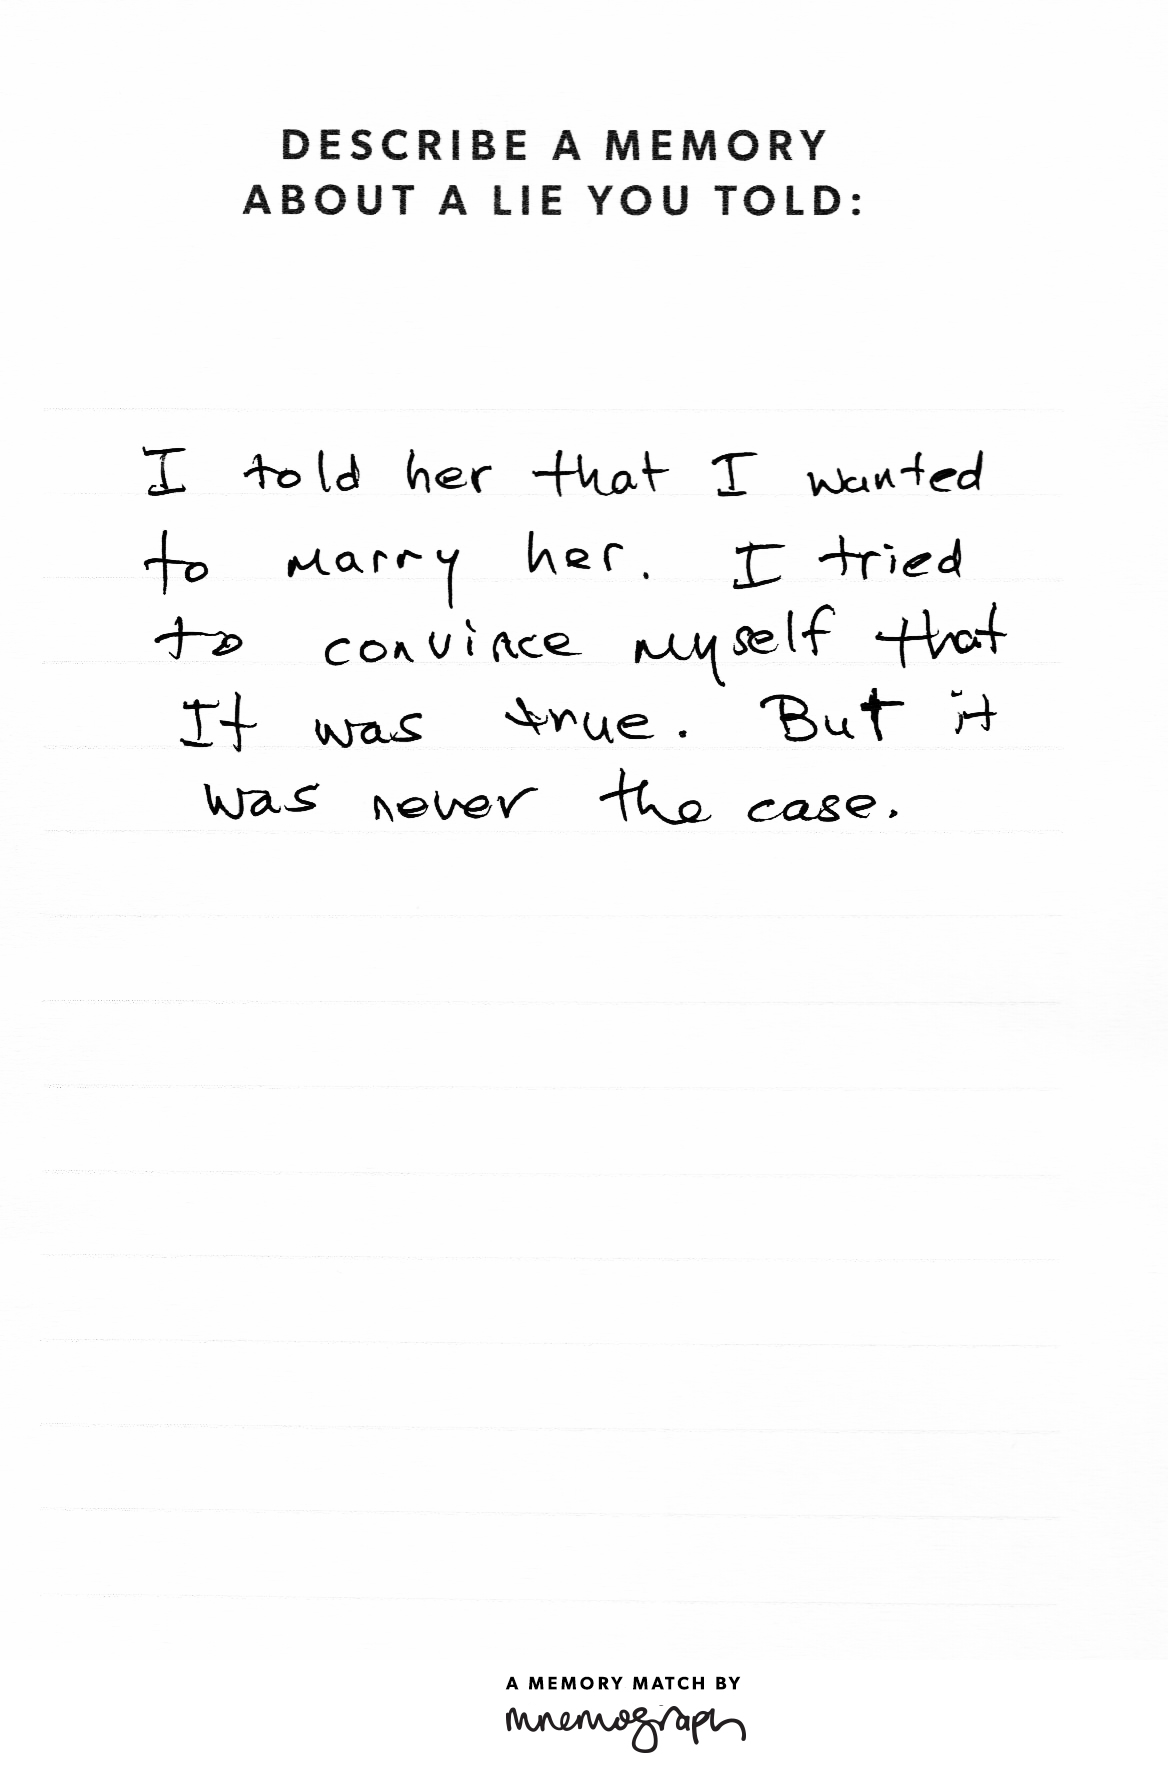 DESCRIBE A MEMORY
ABOUT A LIE YOU TOLD:
I told her that I wanted
to marry her. I tried
to convince myself that
It was true. But it
was never the case.
A MEMORY MATCH BY
mnemograph